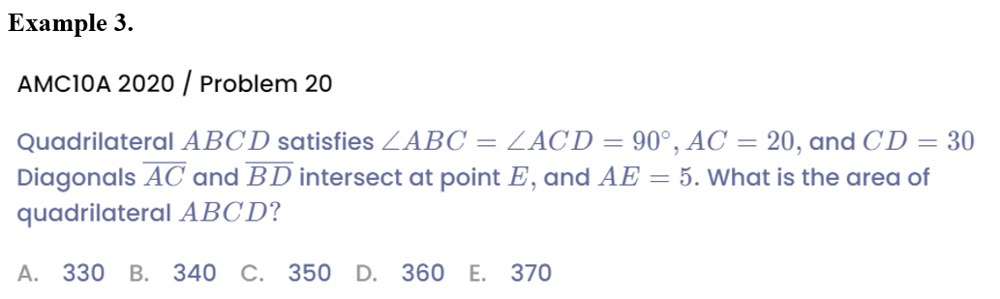 Example 3.
AMC10A 2020 / Problem 20
Quadrilateral ABCD satisfies ∠ABC = ∠ACD = 90°, AC = 20, and CD = 30
Diagonals \overline{AC} and \overline{BD} intersect at point E, and AE = 5. What is the area of
quadrilateral ABCD?
A. 330 B. 340 C. 350 D. 360 E. 370